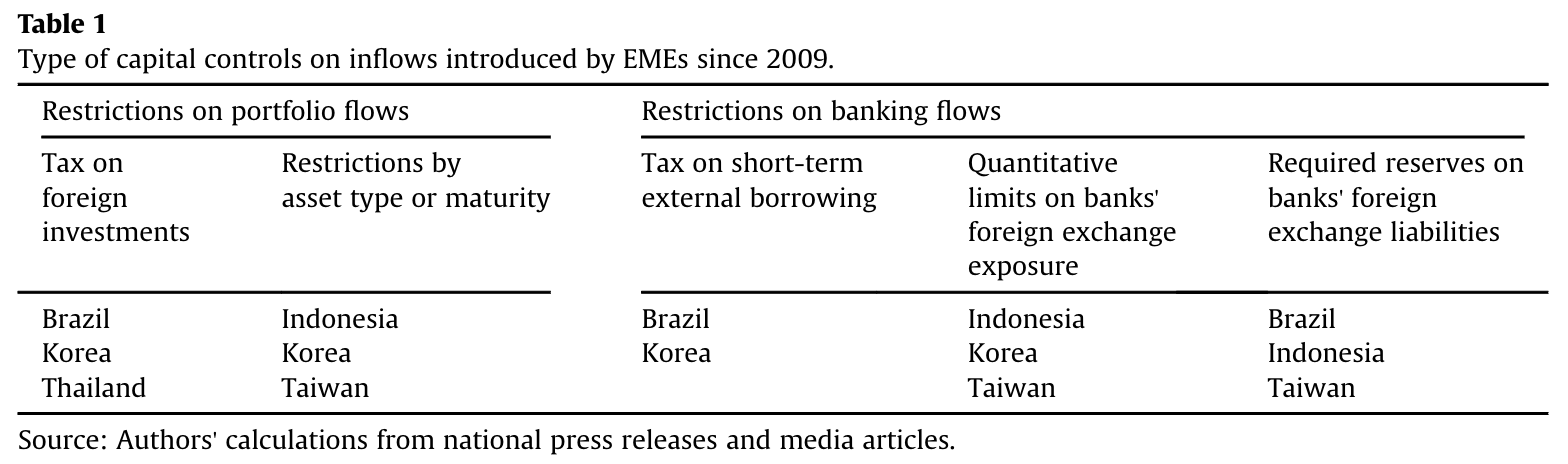 Table 1
Type of capital controls on inflows introduced by EMEs since 2009.
Restrictions on portfolio flows Restrictions on banking flows
Tax on Restrictions by Tax on short-term Quantitative Required reserves on
foreign asset type or maturity external borrowing limits on banks' banks' foreign
investments foreign exchange exchange liabilities
exposure
Brazil Indonesia Brazil Indonesia Brazil
Korea Korea Korea Korea Indonesia
Thailand Taiwan Taiwan Taiwan
Source: Authors' calculations from national press releases and media articles.